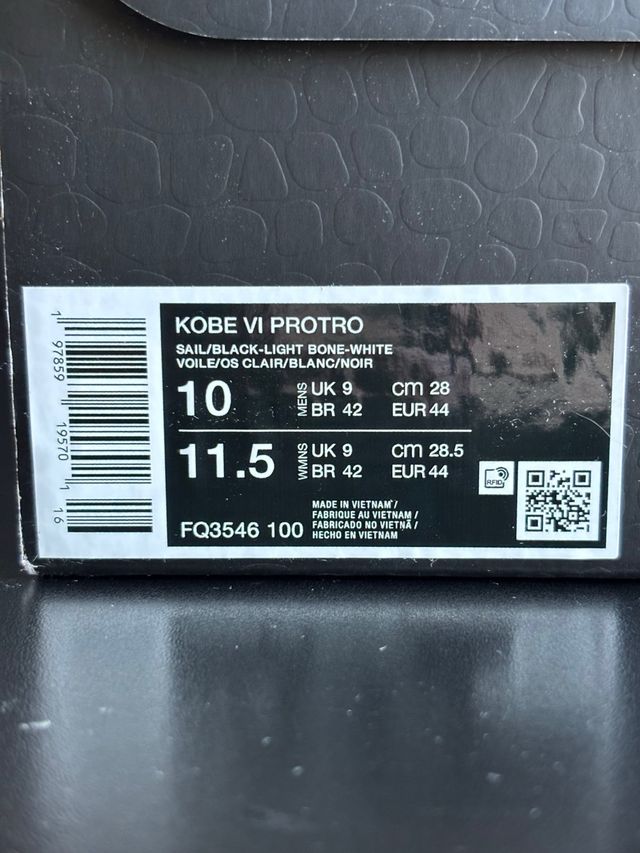 KOBE VI PROTRO
SAIL/BLACK-LIGHT BONE-WHITE
VOILE/OS CLAIR/BLANC/NOIR
10 MENS UK 9 CM 28
BR 42 EUR 44
11.5 WMNS UK 9 CM 28.5
BR 42 EUR 44
RFID
FQ3546 100
MADE IN VIETNAM /
FABRIQUE AU VIETNAM /
FABRICADO NO VIETNÃ /
HECHO EN VIETNAM
1 97859 19570 1 16